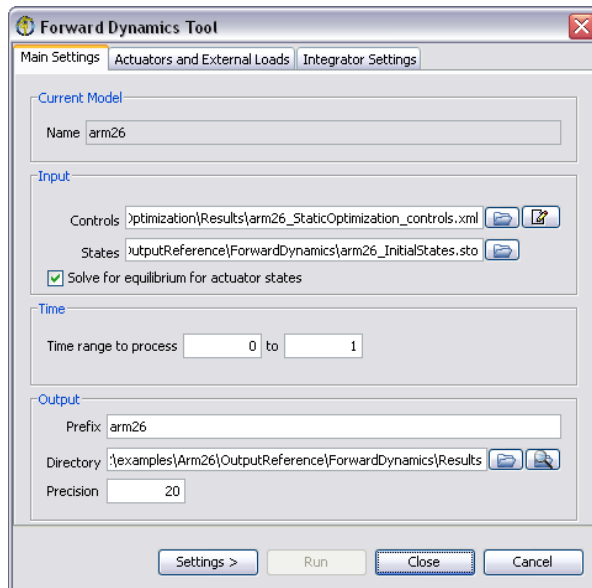 Forward Dynamics Tool
Main Settings Actuators and External Loads Integrator Settings
Current Model
Name arm26
Input
Controls ptimization\Results\arm26_StaticOptimization_controls.xml
States utputReference\ForwardDynamics\arm26_InitialStates.sto
Solve for equilibrium for actuator states
Time
Time range to process 0 to 1
Output
Prefix arm26
Directory :\examples\Arm26\OutputReference\ForwardDynamics\Results
Precision 20
Settings > Run Close Cancel